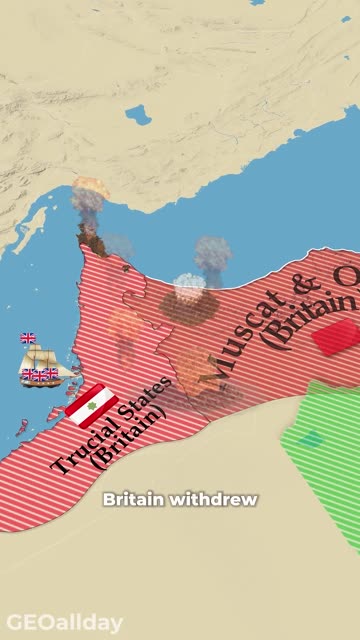 Muscat & O
(Britain
Trucial States
(Britain)
Britain withdrew
GEOallday